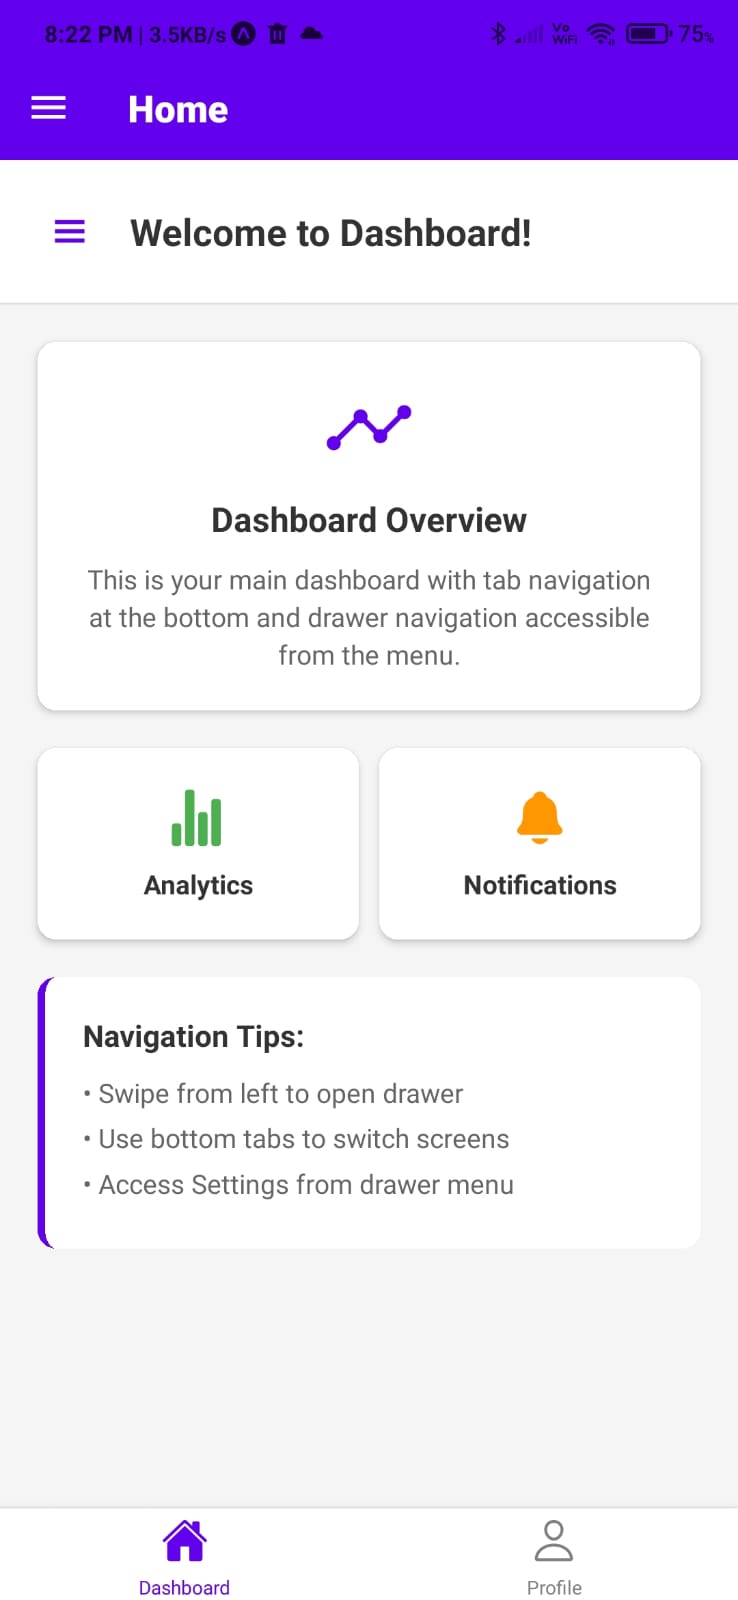 8:22 PM | 3.5KB/s
Vo WiFi 75%
Home
Welcome to Dashboard!
Dashboard Overview
This is your main dashboard with tab navigation
at the bottom and drawer navigation accessible
from the menu.
Analytics
Notifications
Navigation Tips:
• Swipe from left to open drawer
• Use bottom tabs to switch screens
• Access Settings from drawer menu
Dashboard
Profile